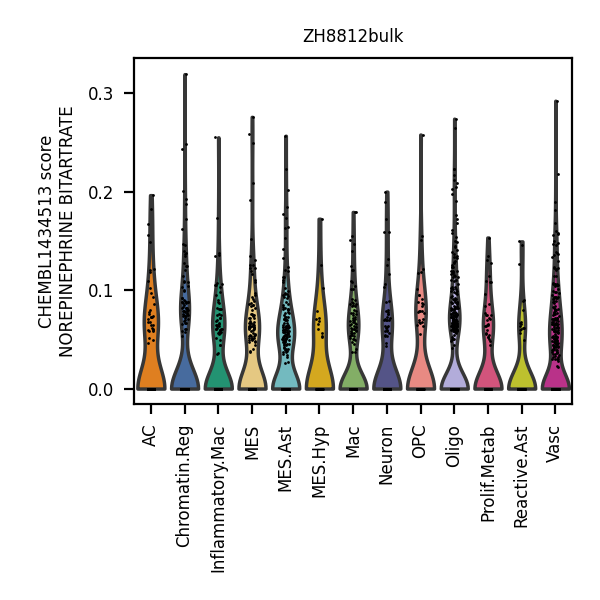 ZH8812bulk
CHEMBL1434513 score
NOREPINEPHRINE BITARTRATE
0.3
0.2
0.1
0.0
AC
Chromatin.Reg
Inflammatory.Mac
MES
MES.Ast
MES.Hyp
Mac
Neuron
OPC
Oligo
Prolif.Metab
Reactive.Ast
Vasc